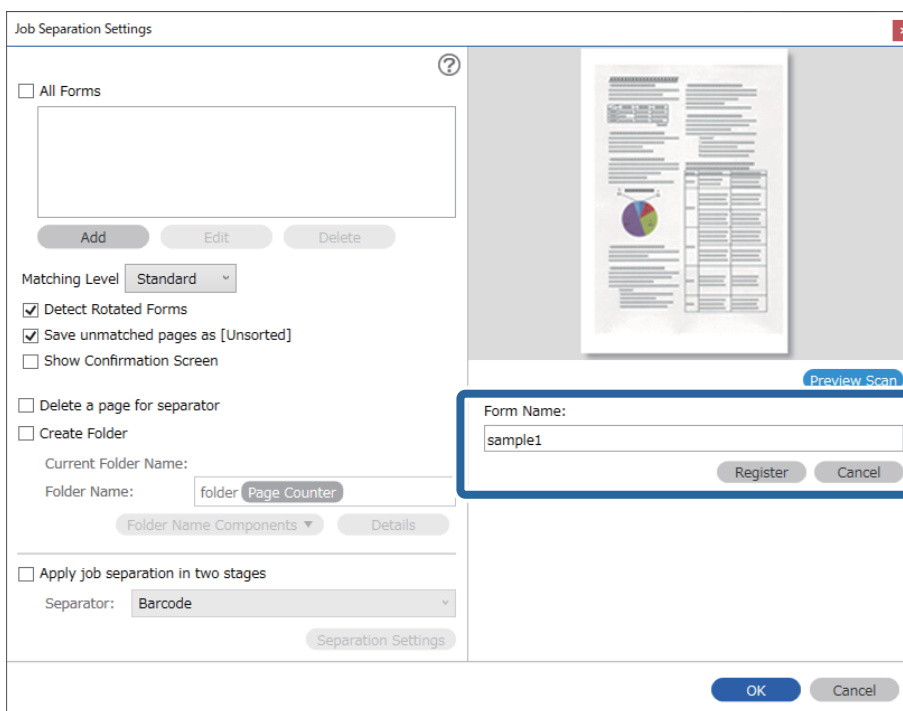 Job Separation Settings
All Forms
Add Edit Delete
Matching Level Standard
Detect Rotated Forms
Save unmatched pages as [Unsorted]
Show Confirmation Screen
Delete a page for separator
Create Folder
Current Folder Name:
Folder Name: folder Page Counter
Folder Name Components Details
Apply job separation in two stages
Separator: Barcode
Separation Settings
Preview Scan
Form Name:
sample1
Register Cancel
OK Cancel